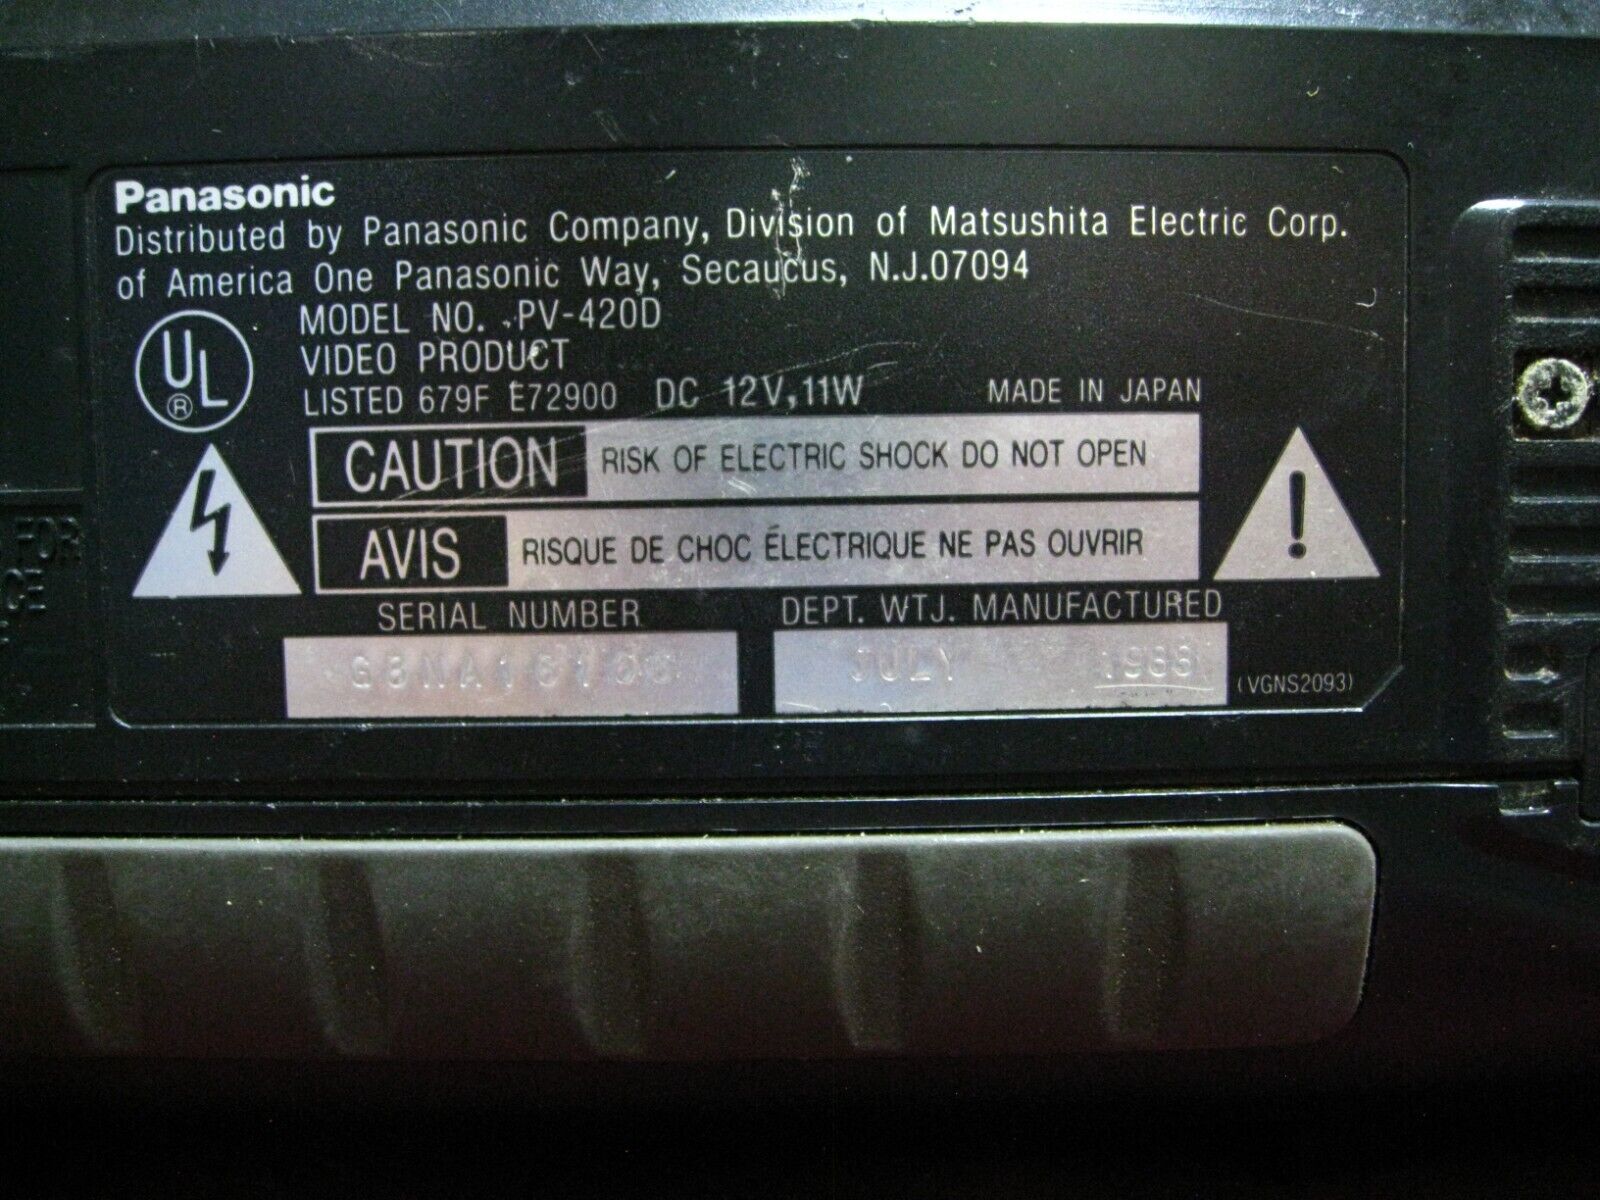 Panasonic
Distributed by Panasonic Company, Division of Matsushita Electric Corp.
of America One Panasonic Way, Secaucus, N.J.07094
MODEL NO. PV-420D
VIDEO PRODUCT
UL
®
LISTED 679F E72900 DC 12V,11W MADE IN JAPAN
CAUTION RISK OF ELECTRIC SHOCK DO NOT OPEN
AVIS RISQUE DE CHOC ÉLECTRIQUE NE PAS OUVRIR
SERIAL NUMBER DEPT. WTJ. MANUFACTURED
JULY (VGNS2093)
FOR